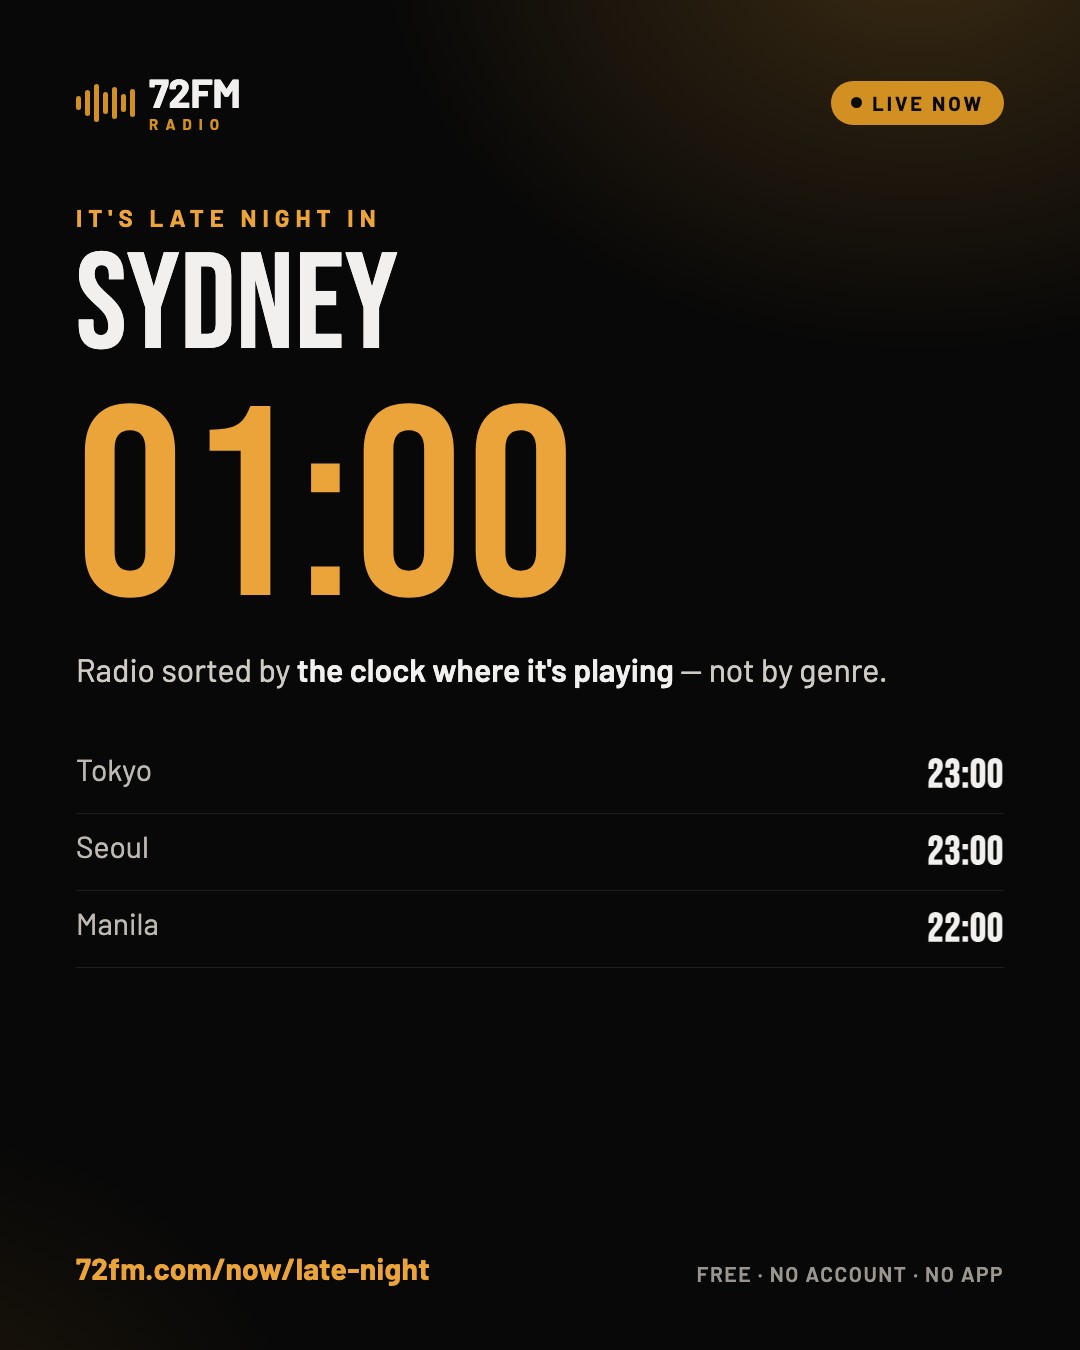 72FM
RADIO
LIVE NOW
IT'S LATE NIGHT IN
SYDNEY
01:00
Radio sorted by the clock where it's playing — not by genre.
Tokyo 23:00
Seoul 23:00
Manila 22:00
72fm.com/now/late-night
FREE · NO ACCOUNT · NO APP